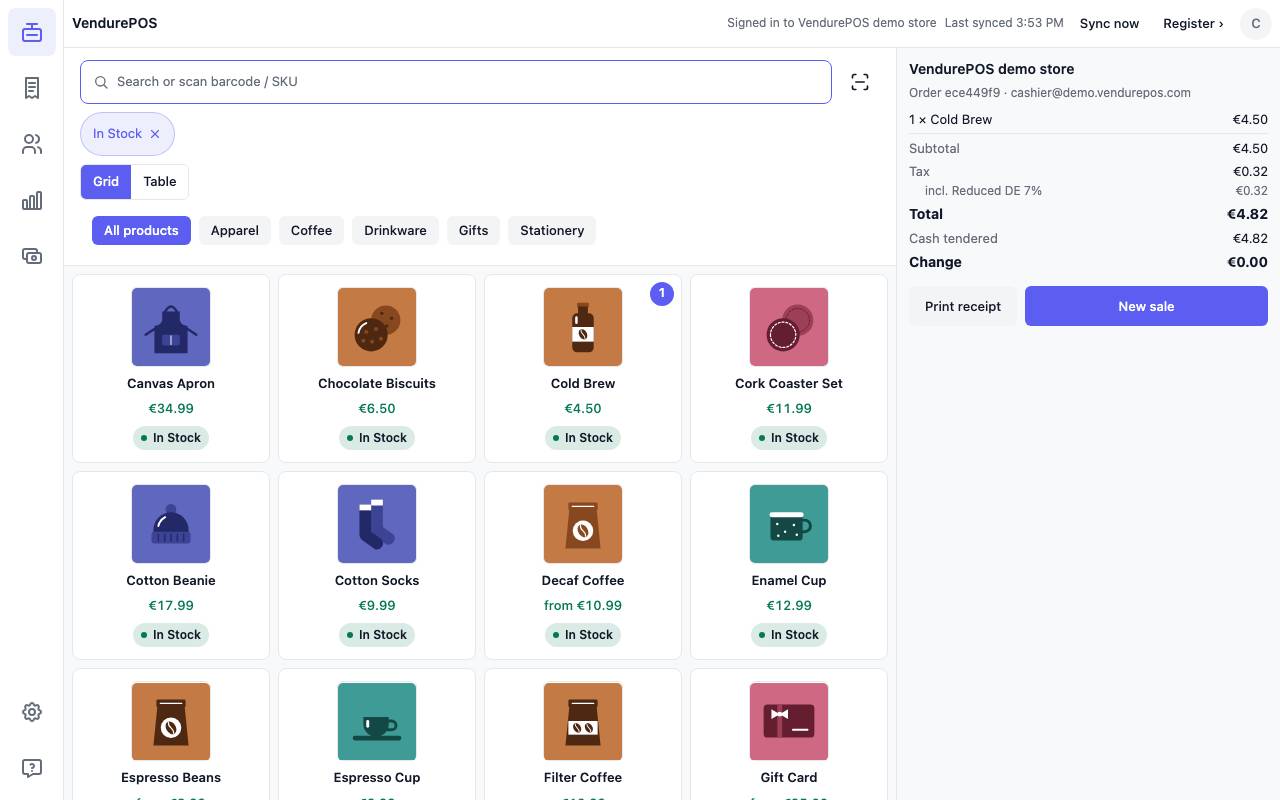 VendurePOS
Signed in to VendurePOS demo store Last synced 3:53 PM Sync now Register › C
Search or scan barcode / SKU
In Stock
Grid Table
All products Apparel Coffee Drinkware Gifts Stationery
1
Canvas Apron Chocolate Biscuits Cold Brew Cork Coaster Set
€34.99 €6.50 €4.50 €11.99
In Stock In Stock In Stock In Stock
Cotton Beanie Cotton Socks Decaf Coffee Enamel Cup
€17.99 €9.99 from €10.99 €12.99
In Stock In Stock In Stock In Stock
Espresso Beans Espresso Cup Filter Coffee Gift Card
VendurePOS demo store
Order ece449f9 · cashier@demo.vendurepos.com
1 × Cold Brew €4.50
Subtotal €4.50
Tax €0.32
incl. Reduced DE 7% €0.32
Total €4.82
Cash tendered €4.82
Change €0.00
Print receipt New sale